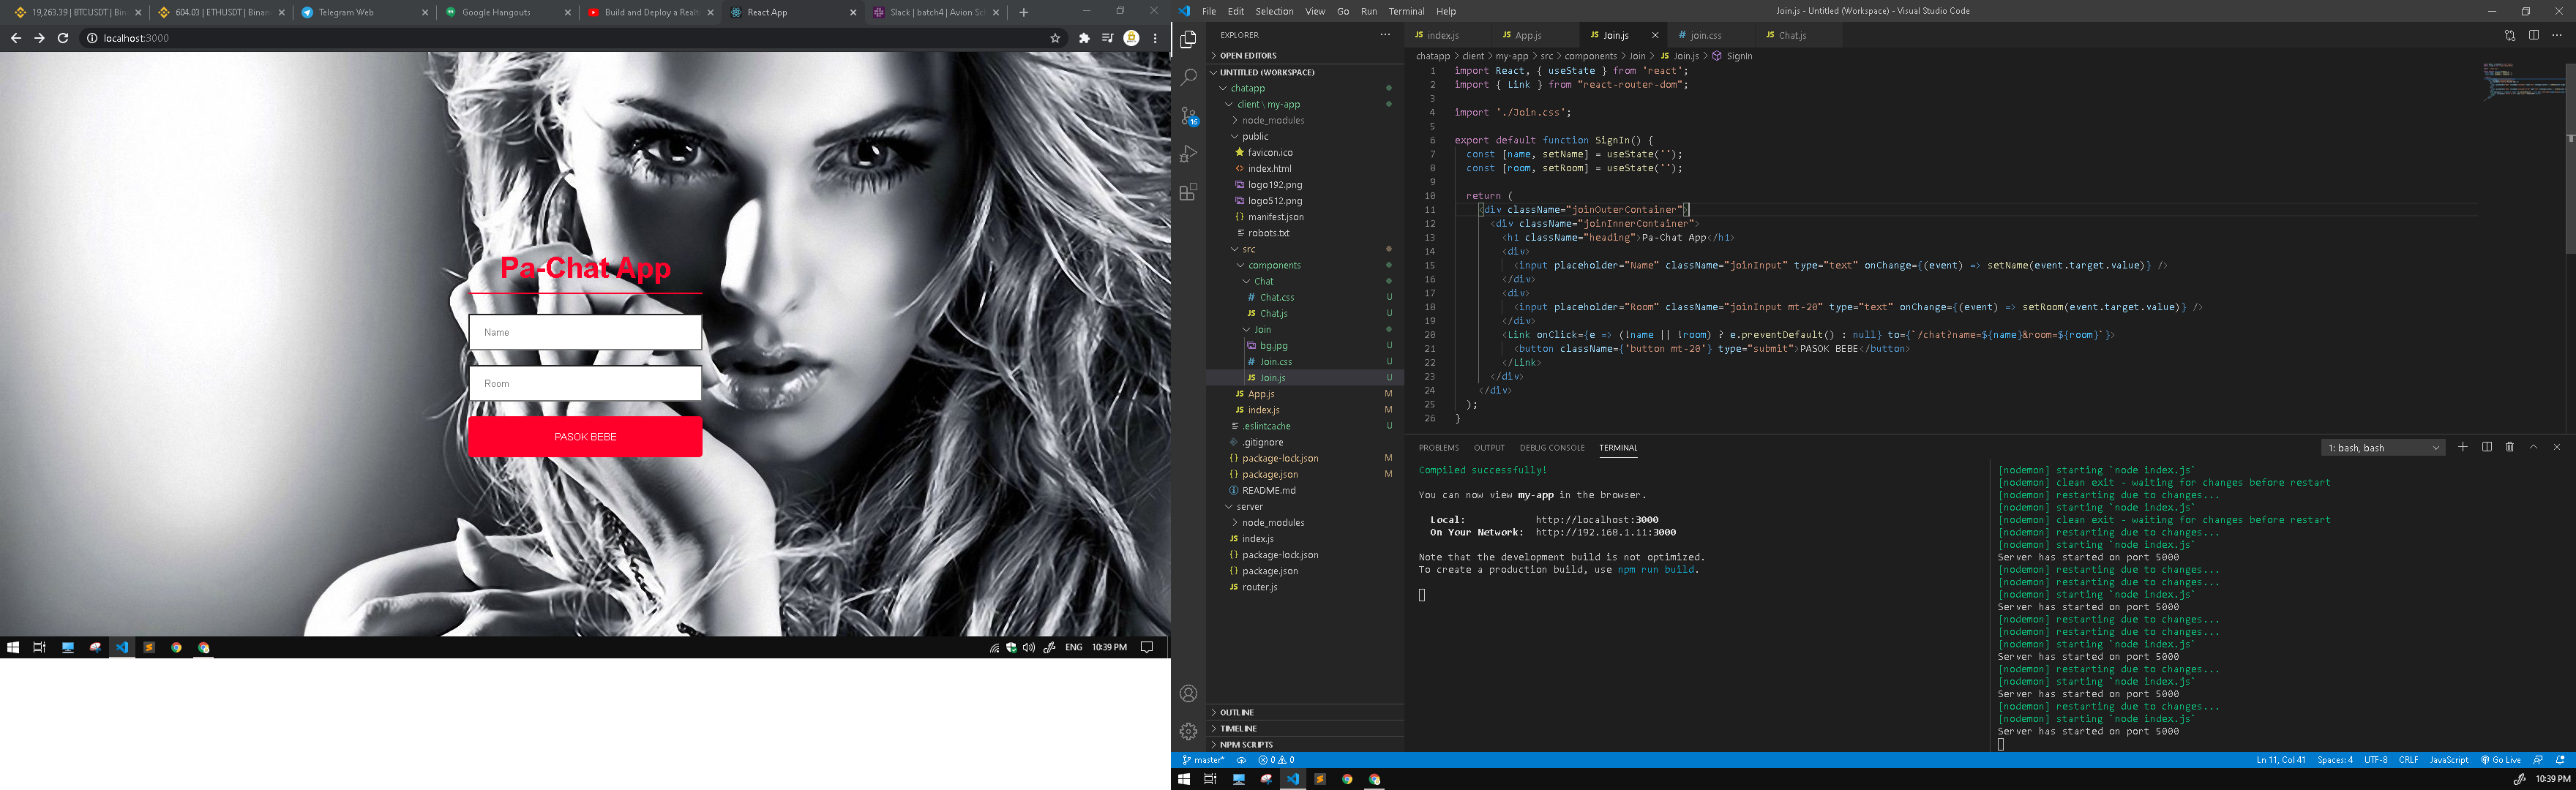 19,263.39 | BTCUSDT | Bin
604.03 | ETHUSDT | Binan
Telegram Web
Google Hangouts
Build and Deploy a Realt
React App
Slack | batch4 | Avion Sch
localhost:3000
Pa-Chat App
Name
Room
PASOK BEBE
ENG
10:39 PM
File Edit Selection View Go Run Terminal Help
Join.js - Untitled (Workspace) - Visual Studio Code
EXPLORER
OPEN EDITORS
UNTITLED (WORKSPACE)
chatapp
client \ my-app
node_modules
public
favicon.ico
index.html
logo192.png
logo512.png
manifest.json
robots.txt
src
components
Chat
Chat.css U
Chat.js U
Join
bg.jpg U
Join.css U
Join.js U
App.js M
index.js M
.eslintcache U
.gitignore
package-lock.json M
package.json M
README.md
server
node_modules
index.js
package-lock.json
package.json
router.js
OUTLINE
TIMELINE
NPM SCRIPTS
16
index.js
App.js
Join.js
join.css
Chat.js
chatapp > client > my-app > src > components > Join > Join.js > SignIn
1 import React, { useState } from 'react';
2 import { Link } from "react-router-dom";
3
4 import './Join.css';
5
6 export default function SignIn() {
7 const [name, setName] = useState('');
8 const [room, setRoom] = useState('');
9
10 return (
11 <div className="joinOuterContainer">
12 <div className="joinInnerContainer">
13 <h1 className="heading">Pa-Chat App</h1>
14 <div>
15 <input placeholder="Name" className="joinInput" type="text" onChange={(event) => setName(event.target.value)} />
16 </div>
17 <div>
18 <input placeholder="Room" className="joinInput mt-20" type="text" onChange={(event) => setRoom(event.target.value)} />
19 </div>
20 <Link onClick={e => (!name || !room) ? e.preventDefault() : null} to={`/chat?name=${name}&room=${room}`}>
21 <button className={'button mt-20'} type="submit">PASOK BEBE</button>
22 </Link>
23 </div>
24 </div>
25 );
26 }
PROBLEMS OUTPUT DEBUG CONSOLE TERMINAL
1: bash, bash
Compiled successfully!
You can now view my-app in the browser.
Local: http://localhost:3000
On Your Network: http://192.168.1.11:3000
Note that the development build is not optimized.
To create a production build, use npm run build.
[nodemon] starting `node index.js`
[nodemon] clean exit - waiting for changes before restart
[nodemon] restarting due to changes...
[nodemon] starting `node index.js`
[nodemon] clean exit - waiting for changes before restart
[nodemon] restarting due to changes...
[nodemon] starting `node index.js`
Server has started on port 5000
[nodemon] restarting due to changes...
[nodemon] restarting due to changes...
[nodemon] starting `node index.js`
Server has started on port 5000
[nodemon] restarting due to changes...
[nodemon] restarting due to changes...
[nodemon] starting `node index.js`
Server has started on port 5000
[nodemon] restarting due to changes...
[nodemon] starting `node index.js`
Server has started on port 5000
[nodemon] restarting due to changes...
[nodemon] starting `node index.js`
Server has started on port 5000
master* 0 0
Ln 11, Col 41 Spaces: 4 UTF-8 CRLF JavaScript Go Live
10:39 PM